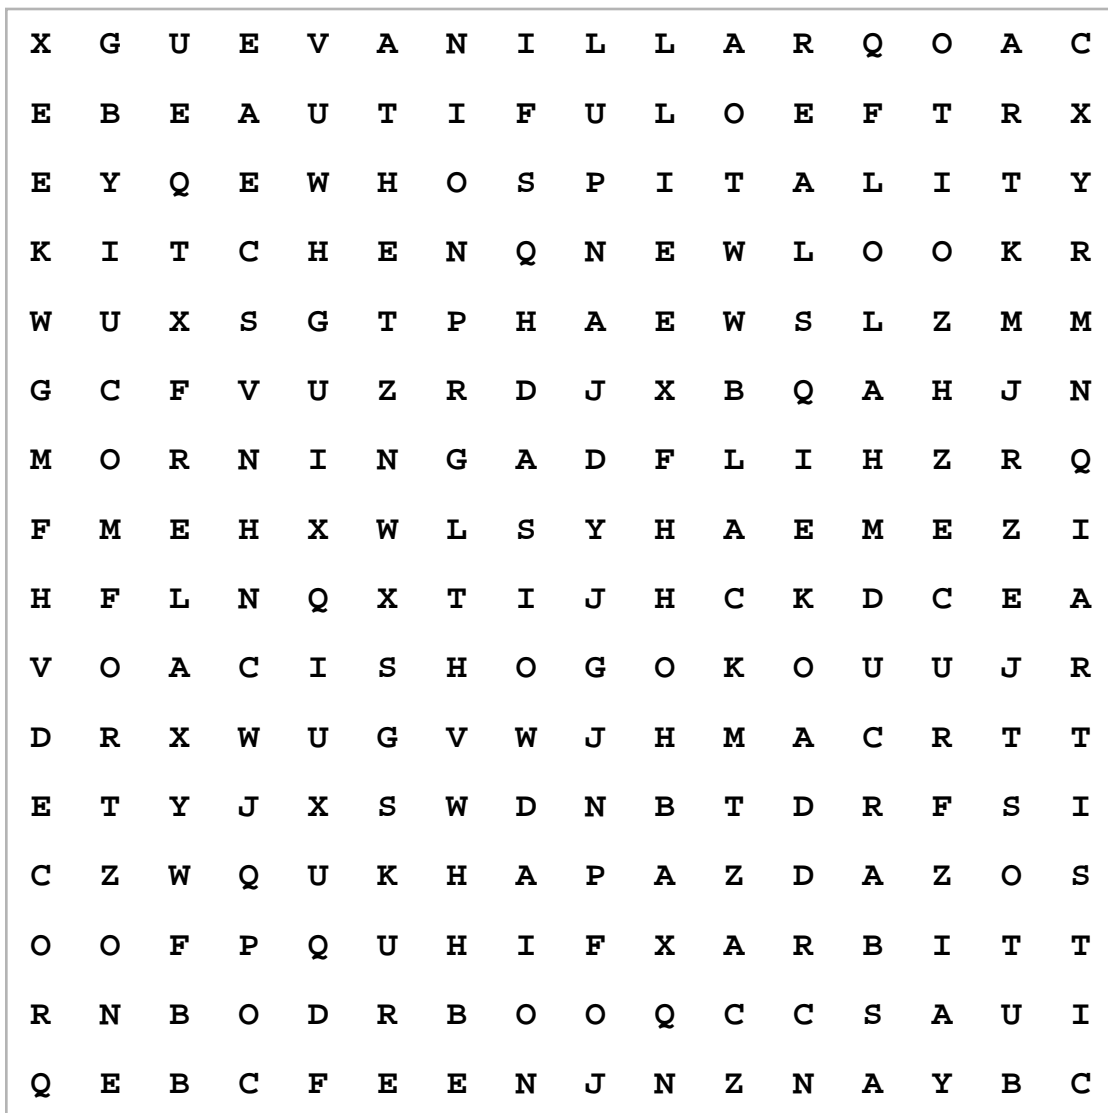 X G U E V A N I L L A R Q O A C
E B E A U T I F U L O E F T R X
E Y Q E W H O S P I T A L I T Y
K I T C H E N Q N E W L O O K R
W U X S G T P H A E W S L Z M M
G C F V U Z R D J X B Q A H J N
M O R N I N G A D F L I H Z R Q
F M E H X W L S Y H A E M E Z I
H F L N Q X T I J H C K D C E A
V O A C I S H O G O K O U U J R
D R X W U G V W J H M A C R T T
E T Y J X S W D N B T D R F S I
C Z W Q U K H A P A Z D A Z O S
O O F P Q U H I F X A R B I T T
R N B O D R B O O Q C C S A U I
Q E B C F E E N J N Z N A Y B C